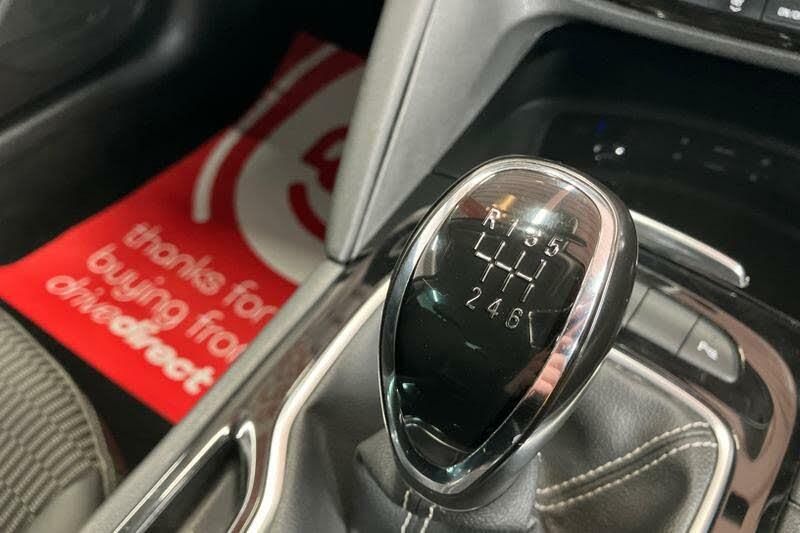 thanks for
buying from
drivedirect
R 1 3 5
2 4 6